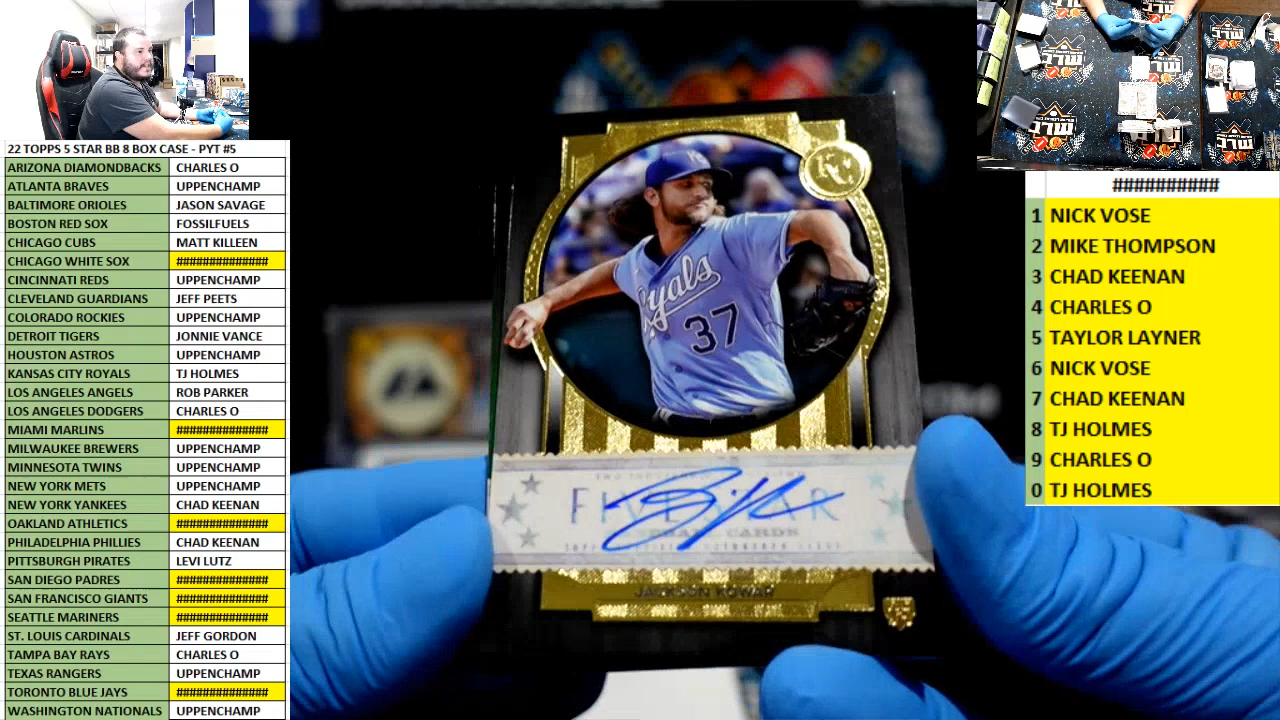 22 TOPPS 5 STAR BB 8 BOX CASE - PYT #5
ARIZONA DIAMONDBACKS CHARLES O
ATLANTA BRAVES UPPENCHAMP
BALTIMORE ORIOLES JASON SAVAGE
BOSTON RED SOX FOSSILFUELS
CHICAGO CUBS MATT KILLEEN
CHICAGO WHITE SOX ##############
CINCINNATI REDS UPPENCHAMP
CLEVELAND GUARDIANS JEFF PEETS
COLORADO ROCKIES UPPENCHAMP
DETROIT TIGERS JONNIE VANCE
HOUSTON ASTROS UPPENCHAMP
KANSAS CITY ROYALS TJ HOLMES
LOS ANGELES ANGELS ROB PARKER
LOS ANGELES DODGERS CHARLES O
MIAMI MARLINS ##############
MILWAUKEE BREWERS UPPENCHAMP
MINNESOTA TWINS UPPENCHAMP
NEW YORK METS UPPENCHAMP
NEW YORK YANKEES CHAD KEENAN
OAKLAND ATHLETICS ##############
PHILADELPHIA PHILLIES CHAD KEENAN
PITTSBURGH PIRATES LEVI LUTZ
SAN DIEGO PADRES ##############
SAN FRANCISCO GIANTS ##############
SEATTLE MARINERS ##############
ST. LOUIS CARDINALS JEFF GORDON
TAMPA BAY RAYS CHARLES O
TEXAS RANGERS UPPENCHAMP
TORONTO BLUE JAYS ##############
WASHINGTON NATIONALS UPPENCHAMP
KC
Royals
37
FIVE STAR
JACKSON KOWAR
##########
1 NICK VOSE
2 MIKE THOMPSON
3 CHAD KEENAN
4 CHARLES O
5 TAYLOR LAYNER
6 NICK VOSE
7 CHAD KEENAN
8 TJ HOLMES
9 CHARLES O
0 TJ HOLMES